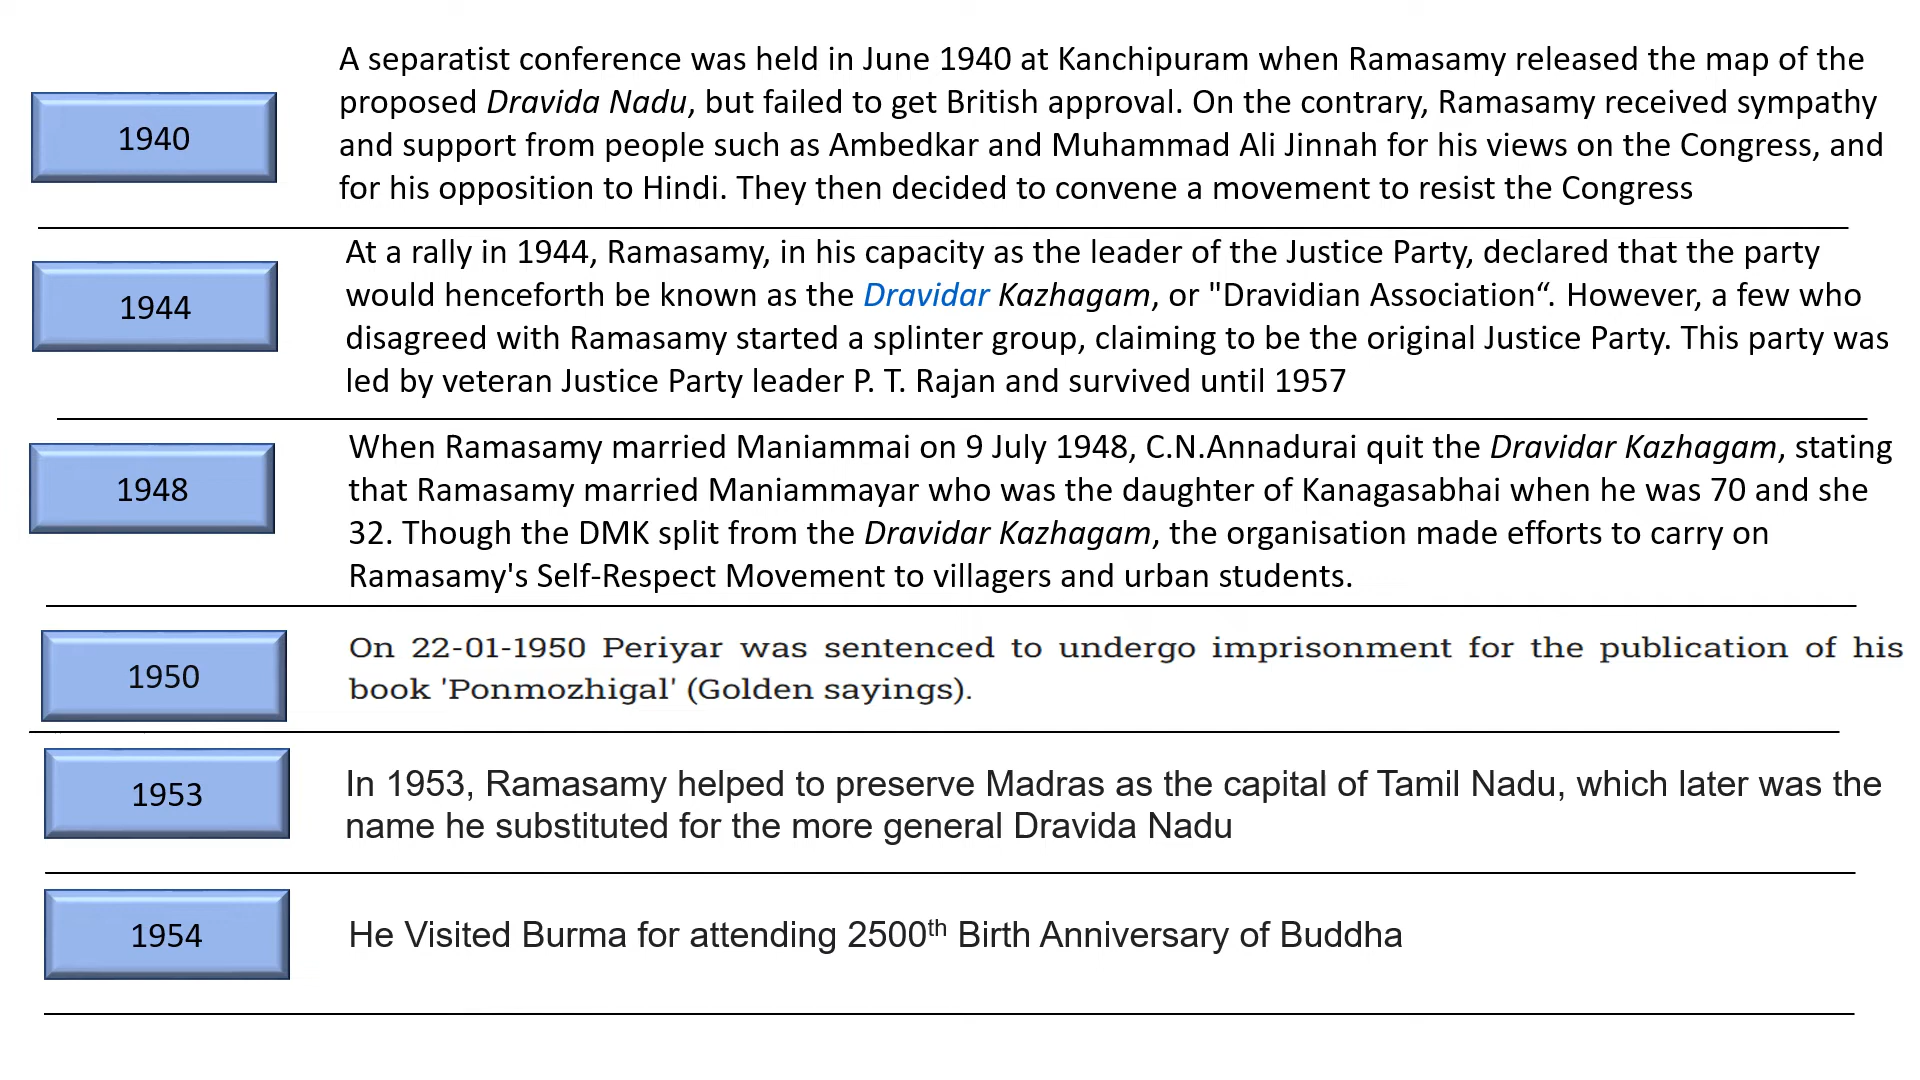 1940
A separatist conference was held in June 1940 at Kanchipuram when Ramasamy released the map of the
proposed Dravida Nadu, but failed to get British approval. On the contrary, Ramasamy received sympathy
and support from people such as Ambedkar and Muhammad Ali Jinnah for his views on the Congress, and
for his opposition to Hindi. They then decided to convene a movement to resist the Congress
1944
At a rally in 1944, Ramasamy, in his capacity as the leader of the Justice Party, declared that the party
would henceforth be known as the Dravidar Kazhagam, or "Dravidian Association“. However, a few who
disagreed with Ramasamy started a splinter group, claiming to be the original Justice Party. This party was
led by veteran Justice Party leader P. T. Rajan and survived until 1957
1948
When Ramasamy married Maniammai on 9 July 1948, C.N.Annadurai quit the Dravidar Kazhagam, stating
that Ramasamy married Maniammayar who was the daughter of Kanagasabhai when he was 70 and she
32. Though the DMK split from the Dravidar Kazhagam, the organisation made efforts to carry on
Ramasamy's Self-Respect Movement to villagers and urban students.
1950
On 22-01-1950 Periyar was sentenced to undergo imprisonment for the publication of his
book 'Ponmozhigal' (Golden sayings).
1953
In 1953, Ramasamy helped to preserve Madras as the capital of Tamil Nadu, which later was the
name he substituted for the more general Dravida Nadu
1954
He Visited Burma for attending 2500th Birth Anniversary of Buddha